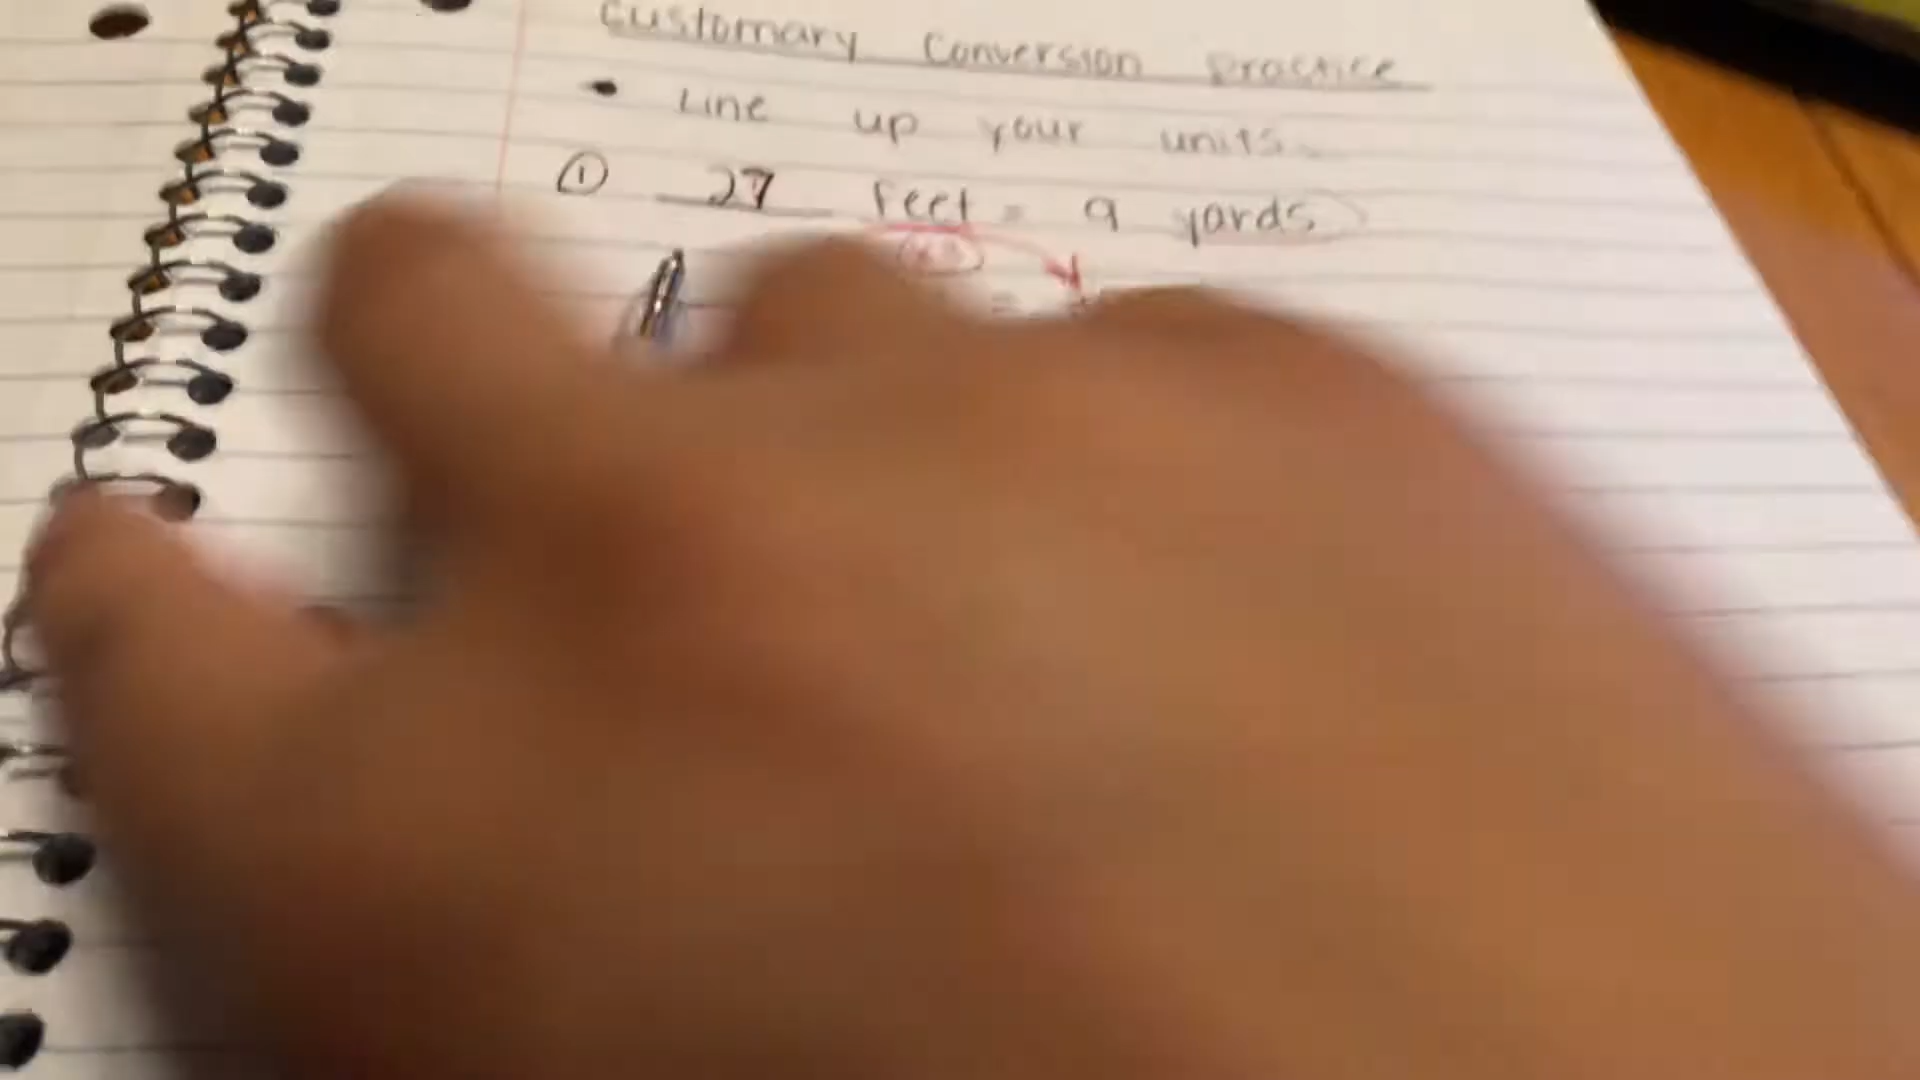 Customary Conversion Practice
• Line up your units.
① 27 feet = 9 yards
=